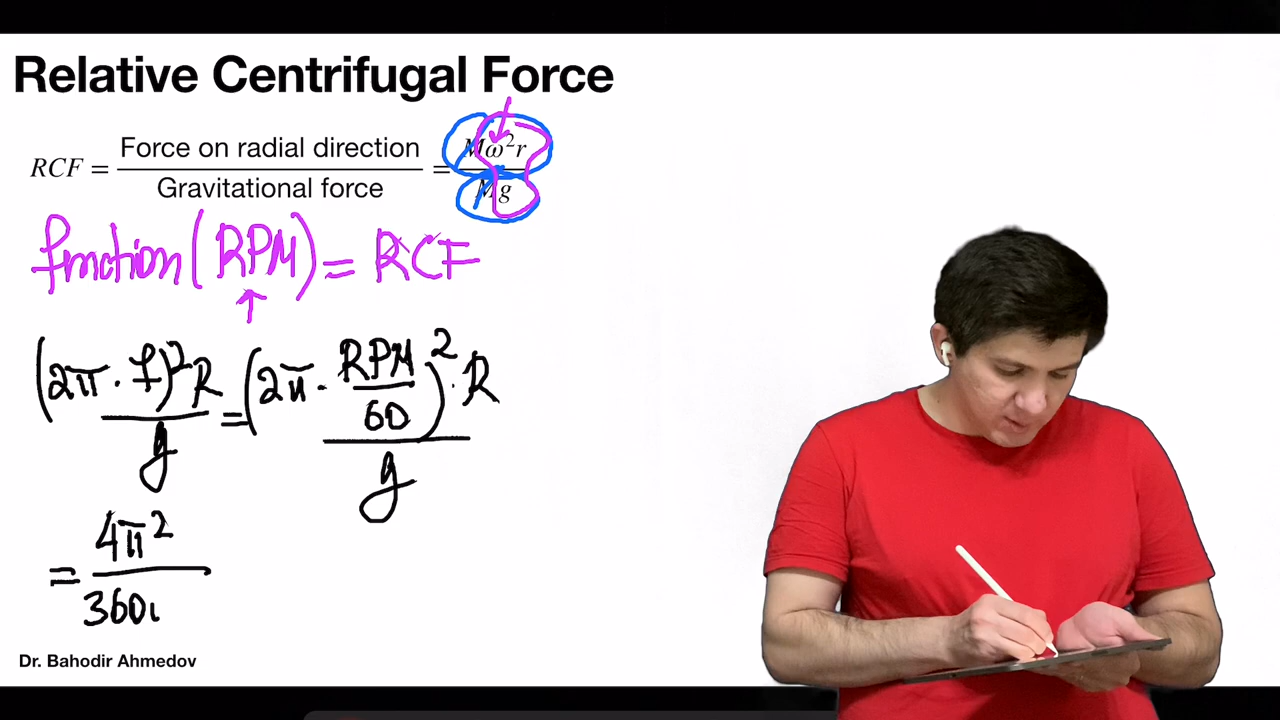 Relative Centrifugal Force
RCF = Force on radial direction / Gravitational force = Mω²r / Mg
function(RPM) = RCF
(2π · f)² R / g = (2π · RPM / 60)² · R / g
= 4π² / 360
Dr. Bahodir Ahmedov